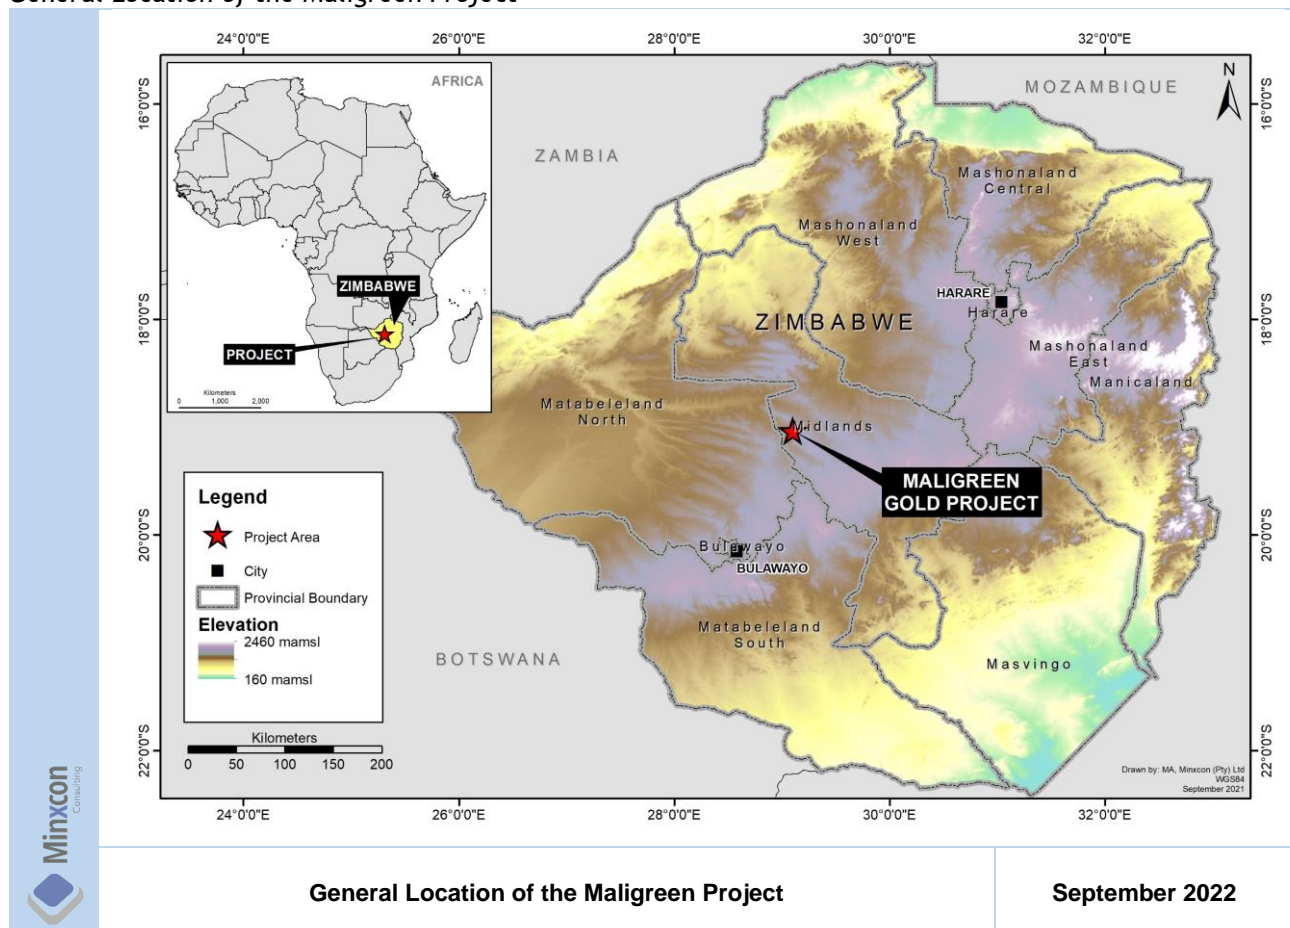 General Location of the Maligreen Project
24°0'0"E 26°0'0"E 28°0'0"E 30°0'0"E 32°0'0"E
AFRICA
ZIMBABWE
PROJECT
Kilometers
0 1,000 2,000
N
MOZAMBIQUE
ZAMBIA
BOTSWANA
16°0'0"S
16°0'0"S
18°0'0"S
18°0'0"S
20°0'0"S
20°0'0"S
22°0'0"S
22°0'0"S
Mashonaland
Central
Mashonaland
West
HARARE
Harare
ZIMBABWE
Mashonaland
East
Manicaland
Matabeleland
North
Midlands
MALIGREEN
GOLD PROJECT
Bulawayo
BULAWAYO
Matabeleland
South
Masvingo
Legend
Project Area
City
Provincial Boundary
Elevation
2460 mamsl
160 mamsl
Kilometers
0 50 100 150 200
Drawn by: MA, Minxcon (Pty) Ltd
WGS84
September 2021
24°0'0"E 26°0'0"E 28°0'0"E 30°0'0"E 32°0'0"E
Minxcon
Consulting
General Location of the Maligreen Project
September 2022